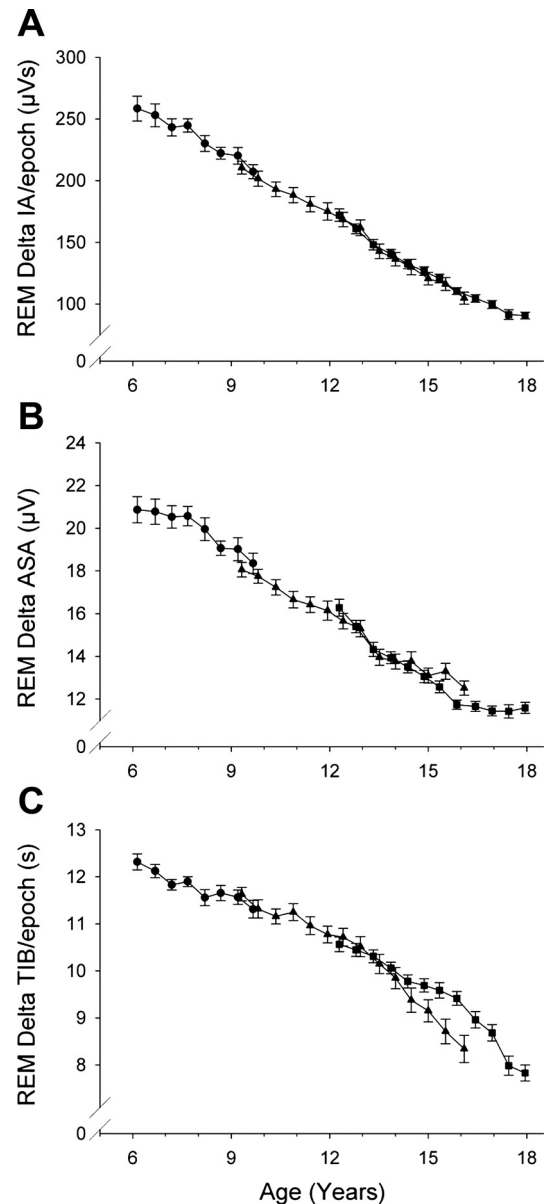 A
REM Delta IA/epoch (µVs)
300
250
200
150
100
0
6 9 12 15 18
B
REM Delta ASA (µV)
24
22
20
18
16
14
12
0
6 9 12 15 18
C
REM Delta TIB/epoch (s)
13
12
11
10
9
8
0
6 9 12 15 18
Age (Years)